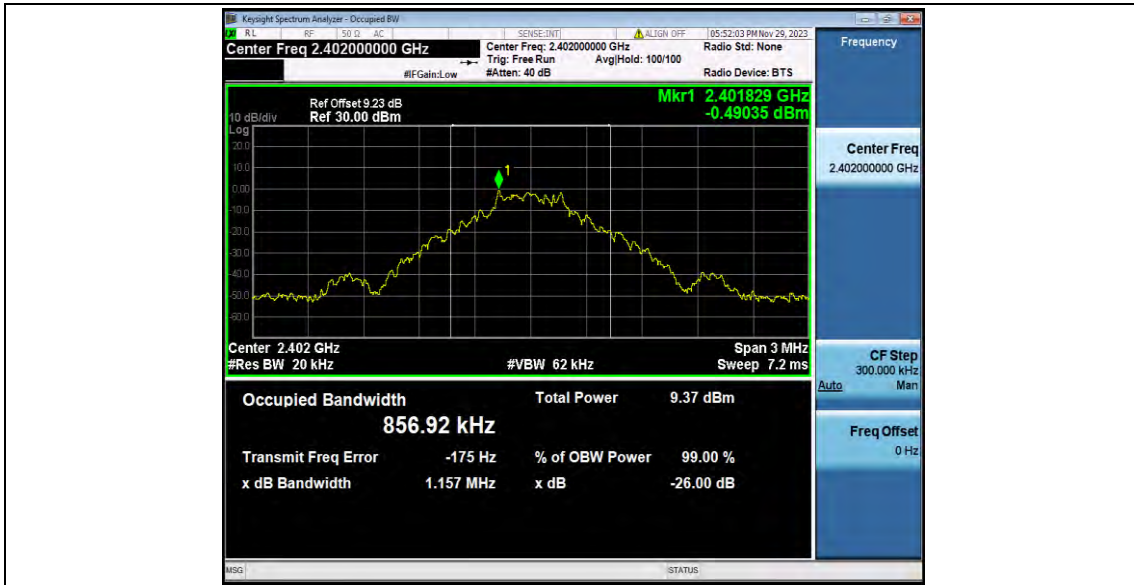 Keysight Spectrum Analyzer - Occupied BW
RL RF 50 Ω AC SENSE:INT ALIGN OFF 05:52:03 PM Nov 29, 2023
Center Freq 2.402000000 GHz
Center Freq: 2.402000000 GHz
Radio Std: None
Trig: Free Run Avg|Hold: 100/100
#IFGain:Low #Atten: 40 dB Radio Device: BTS
Mkr1 2.401829 GHz
-0.49035 dBm
Ref Offset 9.23 dB
10 dB/div Ref 30.00 dBm
Log
20.0
10.0
0.00
-10.0
-20.0
-30.0
-40.0
-50.0
-60.0
1
Center 2.402 GHz Span 3 MHz
#Res BW 20 kHz #VBW 62 kHz Sweep 7.2 ms
Occupied Bandwidth Total Power 9.37 dBm
856.92 kHz
Transmit Freq Error -175 Hz % of OBW Power 99.00 %
x dB Bandwidth 1.157 MHz x dB -26.00 dB
Frequency
Center Freq
2.402000000 GHz
CF Step
300.000 kHz
Auto Man
Freq Offset
0 Hz
MSG STATUS